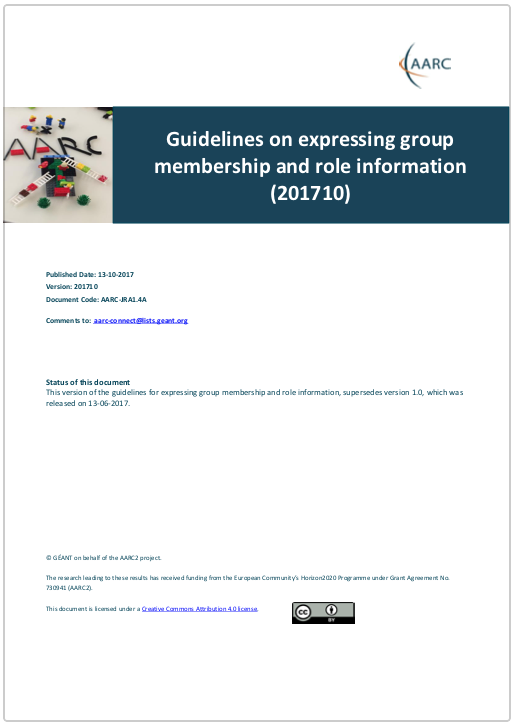 AARC
AARC
Guidelines on expressing group
membership and role information
(201710)
Published Date: 13-10-2017
Version: 201710
Document Code: AARC-JRA1.4A
Comments to: aarc-connect@lists.geant.org
Status of this document
This version of the guidelines for expressing group membership and role information, supersedes version 1.0, which was
released on 13-06-2017.
© GÉANT on behalf of the AARC2 project.
The research leading to these results has received funding from the European Community's Horizon2020 Programme under Grant Agreement No.
730941 (AARC2).
This document is licensed under a Creative Commons Attribution 4.0 license.
cc
BY